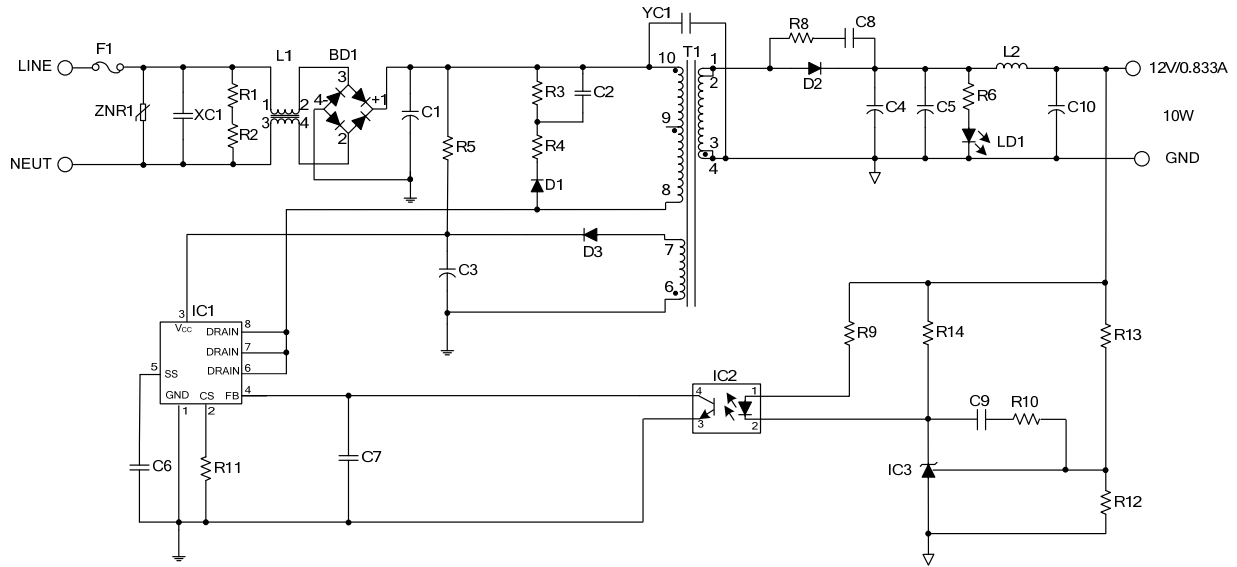 YC1
R8
C8
F1
L1
BD1
T1
L2
LINE
10
1
12V/0.833A
3
2
D2
ZNR1
XC1
R1
1
2
4-
+1
C1
R3
C2
C4
C5
R6
C10
10W
3
4
R2
2
R5
9
R4
LD1
3
NEUT
4
GND
D1
8
D3
7
C3
6
3
IC1
Vcc
DRAIN
8
R9
R14
R13
DRAIN
7
5
SS
DRAIN
6
IC2
GND
CS
FB
4
4
1
C9
R10
1
2
3
2
C6
R11
C7
IC3
R12